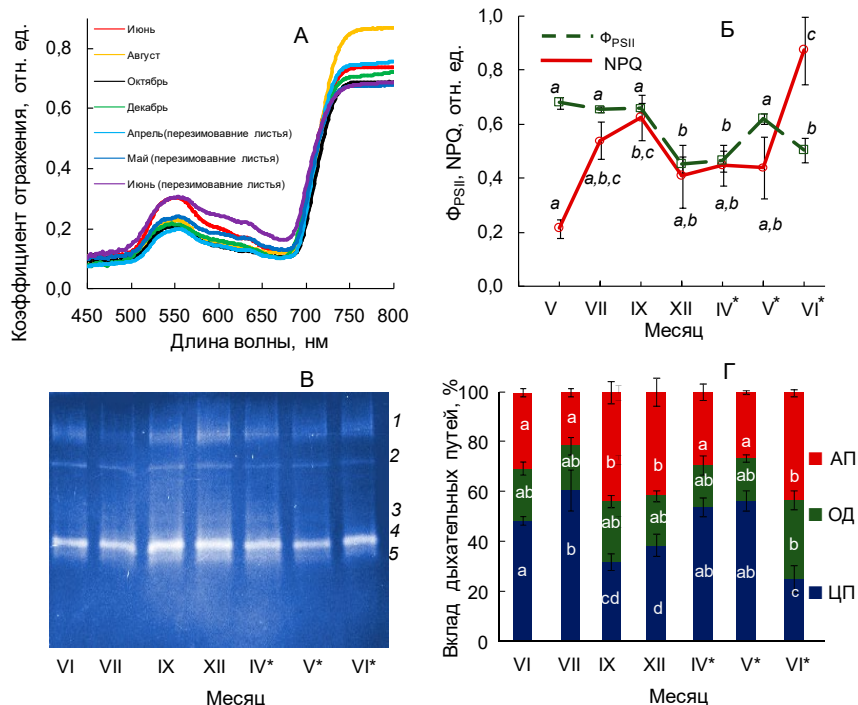 А
Коэффициент отражения, отн. ед.
0,8
0,6
0,4
0,2
0,0
Июнь
Август
Октябрь
Декабрь
Апрель(перезимовавние листья)
Май (перезимовавние листья)
Июнь (перезимовавние листья)
450 500 550 600 650 700 750 800
Длина волны, нм
Б
Φ_PSII, NPQ, отн. ед.
1,0
0,8
0,6
0,4
0,2
0,0
Φ_PSII
NPQ
a a a b b a b
a a,b,c b,c a,b a,b a,b c
V VII IX XII IV* V* VI*
Месяц
В
1
2
3
4
5
VI VII IX XII IV* V* VI*
Месяц
Г
Вклад дыхательных путей, %
100
80
60
40
20
0
a a b b a a b
ab ab ab ab ab ab b
a b cd d ab ab c
АП
ОД
ЦП
VI VII IX XII IV* V* VI*
Месяц